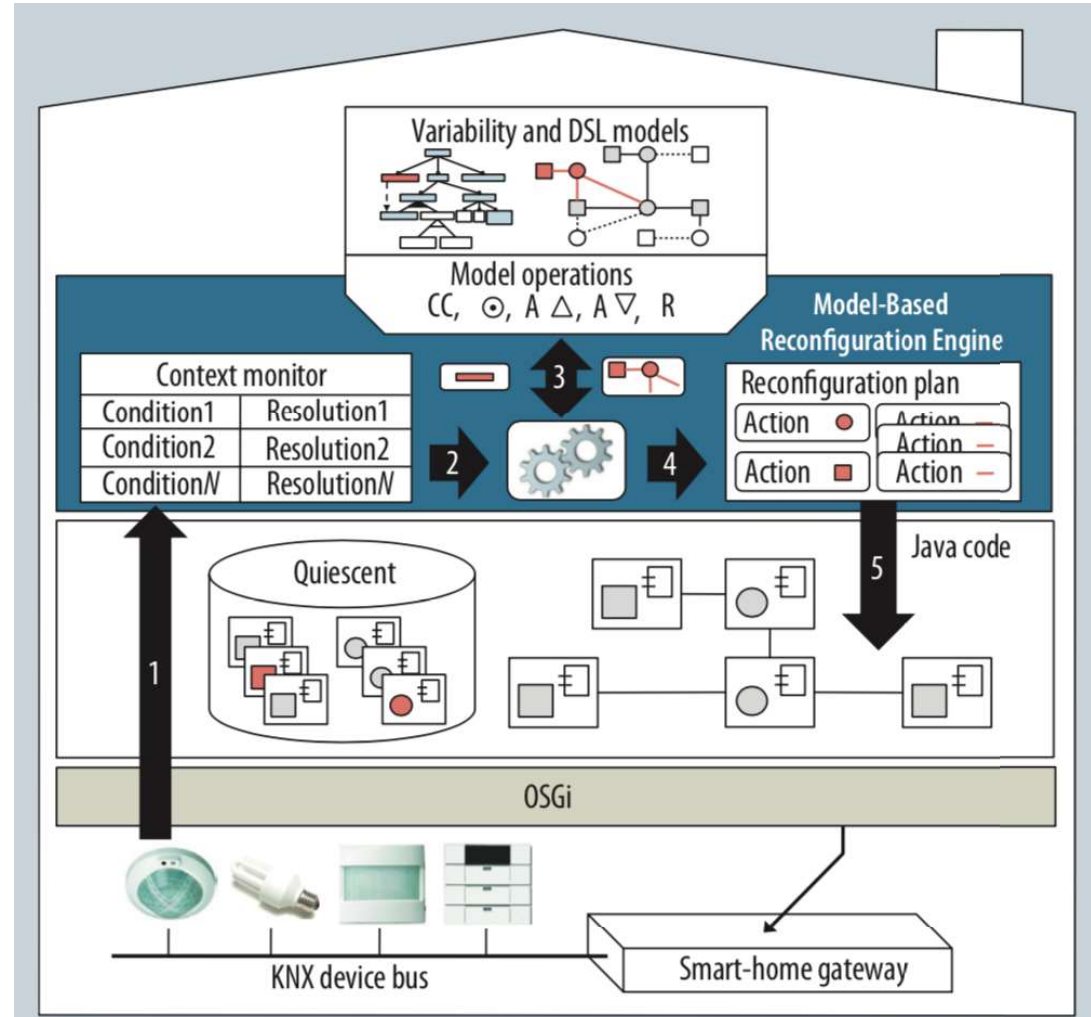 Variability and DSL models
Model operations
CC, ⊙, A △, A ▽, R
Model-Based
Reconfiguration Engine
Context monitor
Condition1 Resolution1
Condition2 Resolution2
ConditionN ResolutionN
2
3
4
Reconfiguration plan
Action Action
Action
Action Action
1
Quiescent
Java code
5
OSGi
KNX device bus
Smart-home gateway